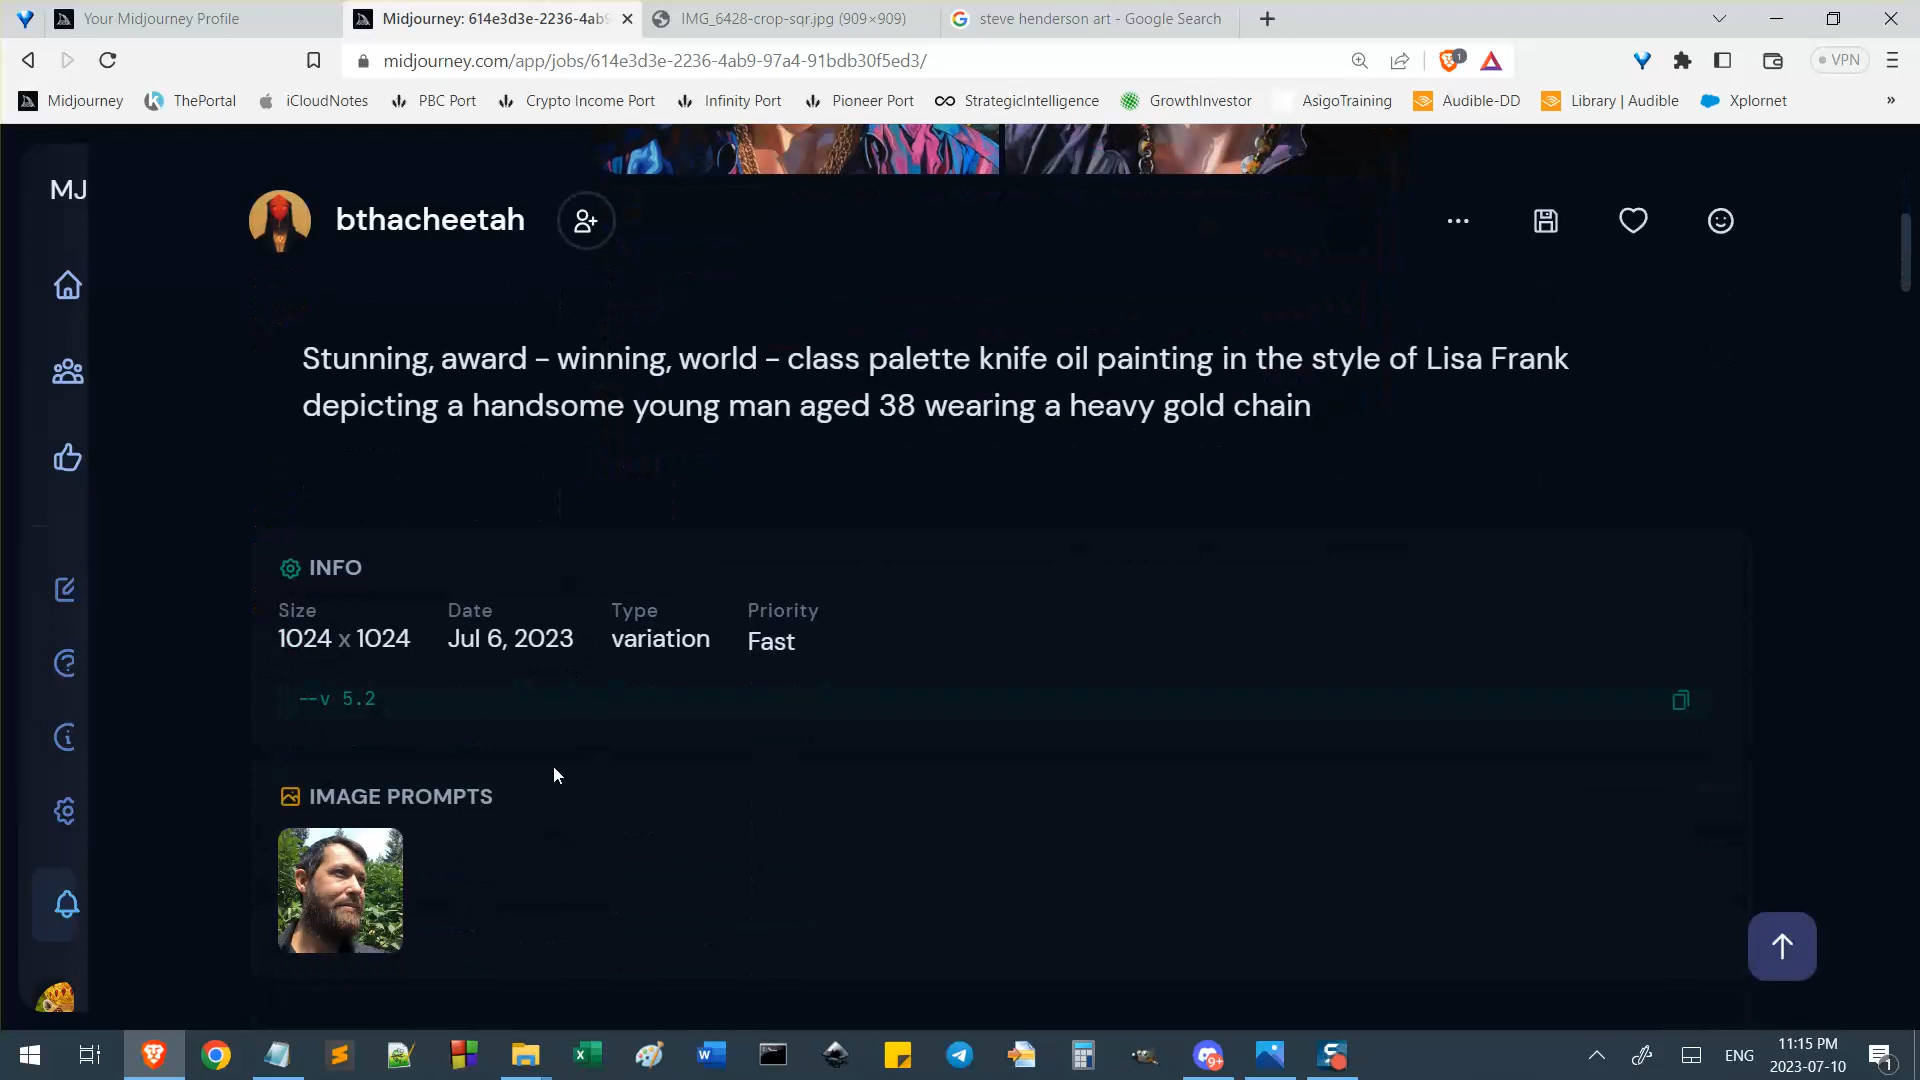 Your Midjourney Profile
Midjourney: 614e3d3e-2236-4ab9
IMG_6428-crop-sqr.jpg (909×909)
steve henderson art - Google Search
midjourney.com/app/jobs/614e3d3e-2236-4ab9-97a4-91bdb30f5ed3/
1
VPN
Midjourney
ThePortal
iCloudNotes
PBC Port
Crypto Income Port
Infinity Port
Pioneer Port
StrategicIntelligence
GrowthInvestor
AsigoTraining
Audible-DD
Library | Audible
Xplornet
»
MJ
bthacheetah
Stunning, award - winning, world - class palette knife oil painting in the style of Lisa Frank
depicting a handsome young man aged 38 wearing a heavy gold chain
INFO
Size Date Type Priority
1024 x 1024 Jul 6, 2023 variation Fast
--v 5.2
IMAGE PROMPTS
9+
ENG
11:15 PM
2023-07-10
1